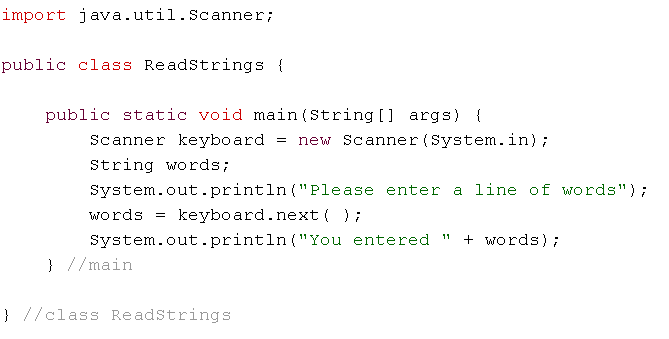 import java.util.Scanner;
public class ReadStrings {
public static void main(String[] args) {
Scanner keyboard = new Scanner(System.in);
String words;
System.out.println("Please enter a line of words");
words = keyboard.next( );
System.out.println("You entered " + words);
} //main
} //class ReadStrings